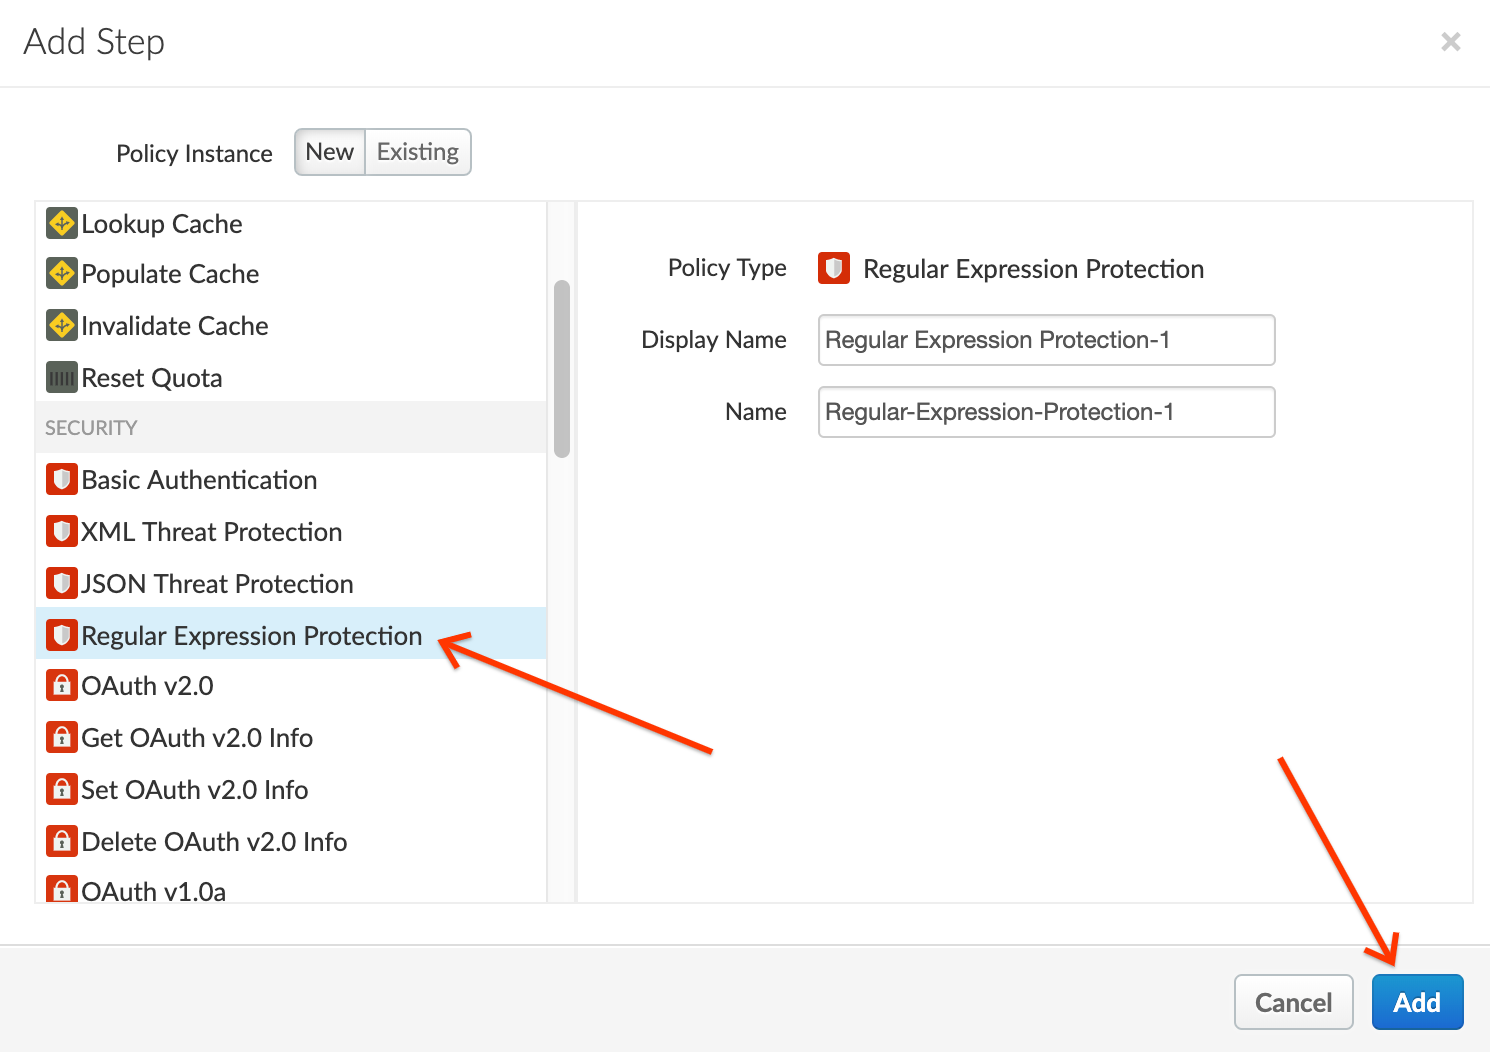 Add Step
Policy Instance New Existing
Lookup Cache
Populate Cache
Invalidate Cache
Reset Quota
SECURITY
Basic Authentication
XML Threat Protection
JSON Threat Protection
Regular Expression Protection
OAuth v2.0
Get OAuth v2.0 Info
Set OAuth v2.0 Info
Delete OAuth v2.0 Info
OAuth v1.0a
Policy Type Regular Expression Protection
Display Name Regular Expression Protection-1
Name Regular-Expression-Protection-1
Cancel Add